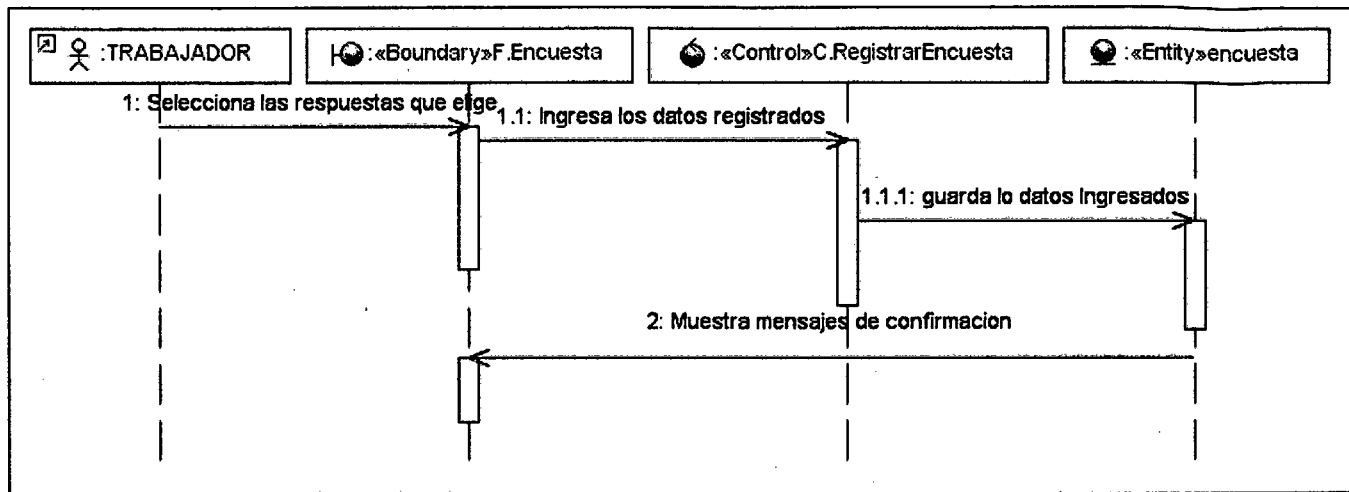 :TRABAJADOR
:«Boundary»F.Encuesta
:«Control»C.RegistrarEncuesta
:«Entity»encuesta
1: Selecciona las respuestas que elige
1.1: Ingresa los datos registrados
1.1.1: guarda lo datos Ingresados
2: Muestra mensajes de confirmacion